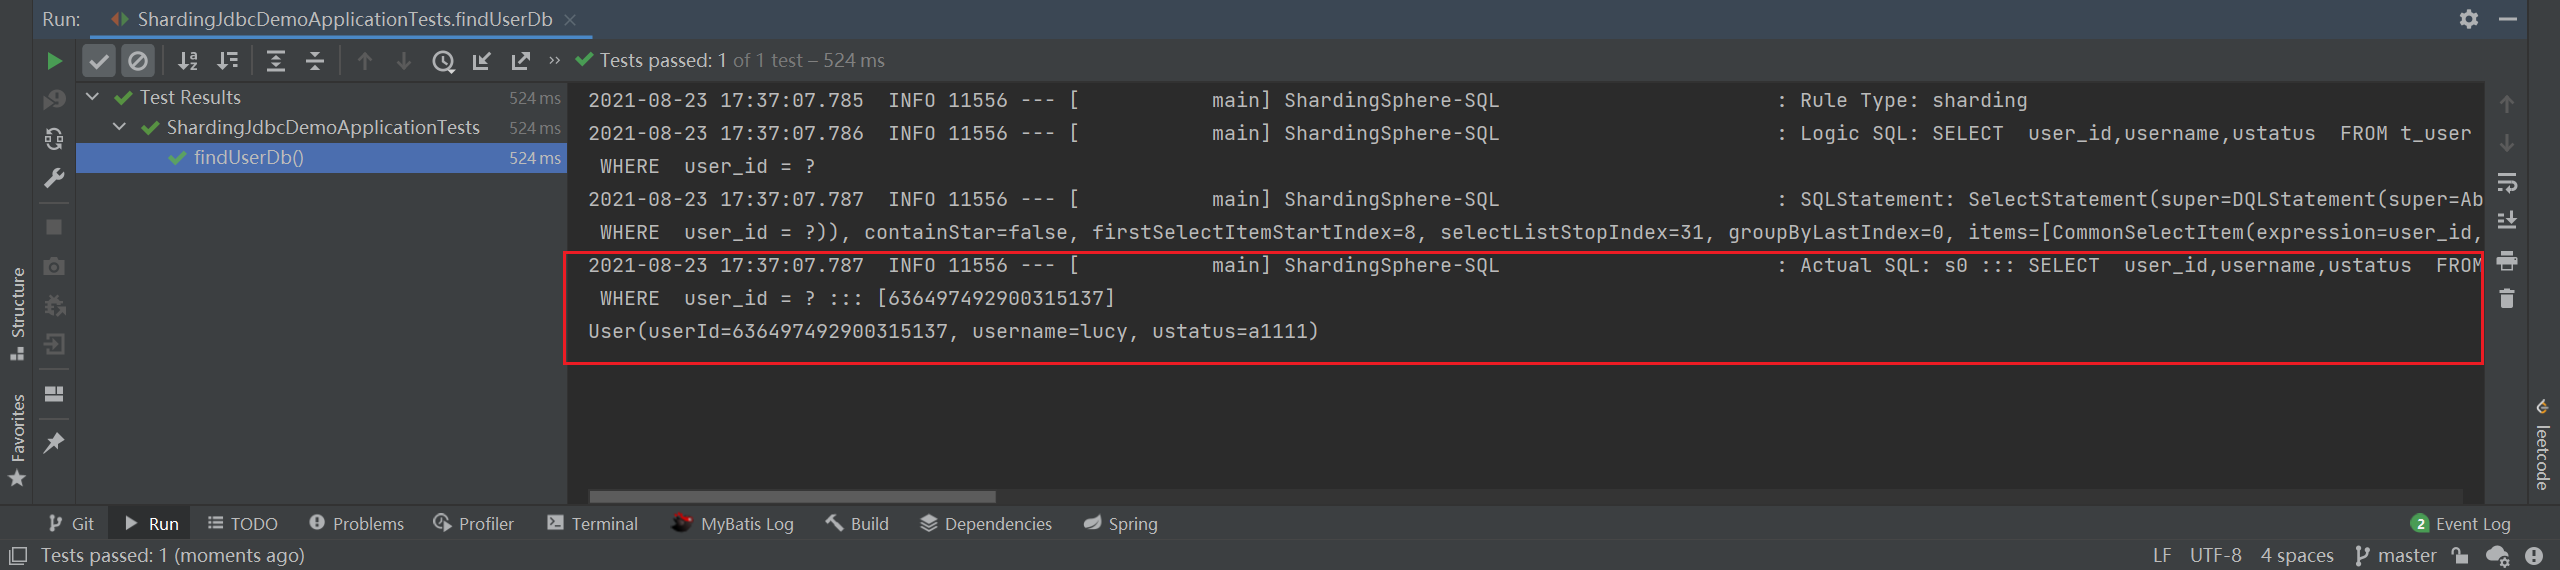 Run: ShardingJdbcDemoApplicationTests.findUserDb
Tests passed: 1 of 1 test – 524 ms
Test Results 524 ms
ShardingJdbcDemoApplicationTests 524 ms
findUserDb() 524 ms
2021-08-23 17:37:07.785  INFO 11556 --- [           main] ShardingSphere-SQL                       : Rule Type: sharding
2021-08-23 17:37:07.786  INFO 11556 --- [           main] ShardingSphere-SQL                       : Logic SQL: SELECT  user_id,username,ustatus  FROM t_user
 WHERE  user_id = ?
2021-08-23 17:37:07.787  INFO 11556 --- [           main] ShardingSphere-SQL                       : SQLStatement: SelectStatement(super=DQLStatement(super=Ab
 WHERE  user_id = ?)), containStar=false, firstSelectItemStartIndex=8, selectListStopIndex=31, groupByLastIndex=0, items=[CommonSelectItem(expression=user_id,
2021-08-23 17:37:07.787  INFO 11556 --- [           main] ShardingSphere-SQL                       : Actual SQL: s0 ::: SELECT  user_id,username,ustatus  FROM
 WHERE  user_id = ? ::: [636497492900315137]
User(userId=636497492900315137, username=lucy, ustatus=a1111)
Structure
Favorites
leetcode
Git Run TODO Problems Profiler Terminal MyBatis Log Build Dependencies Spring 2 Event Log
Tests passed: 1 (moments ago) LF UTF-8 4 spaces master